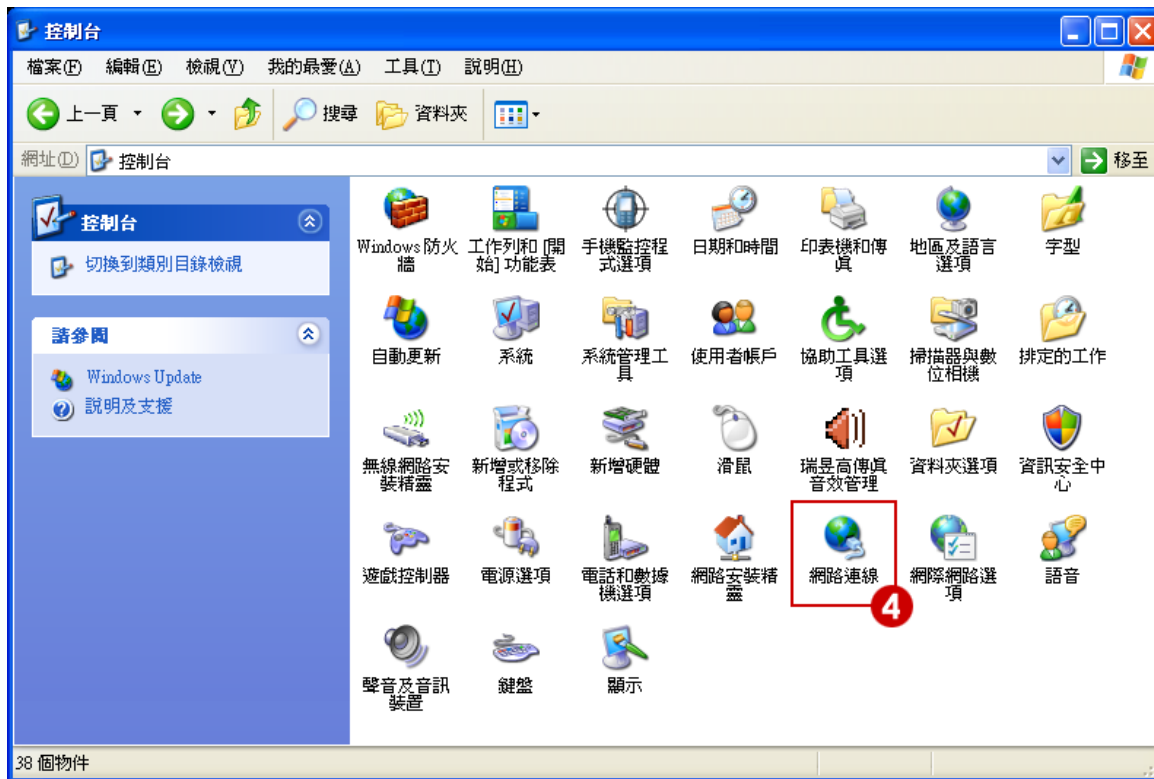 控制台
檔案(F) 編輯(E) 檢視(V) 我的最愛(A) 工具(T) 說明(H)
上一頁 搜尋 資料夾
網址(D) 控制台 移至
控制台
切換到類別目錄檢視
請參閱
Windows Update
說明及支援
Windows 防火 工作列和 [開 手機監控程 日期和時間 印表機和傳 地區及語言 字型
牆 始] 功能表 式選項 真 選項
自動更新 系統 系統管理工 使用者帳戶 協助工具選 掃描器與數 排定的工作
具 項 位相機
無線網路安 新增或移除 新增硬體 滑鼠 瑞昱高傳真 資料夾選項 資訊安全中
裝精靈 程式 音效管理 心
遊戲控制器 電源選項 電話和數據 網路安裝精 網路連線 網際網路選 語音
機選項 靈 項
4
聲音及音訊 鍵盤 顯示
裝置
38 個物件